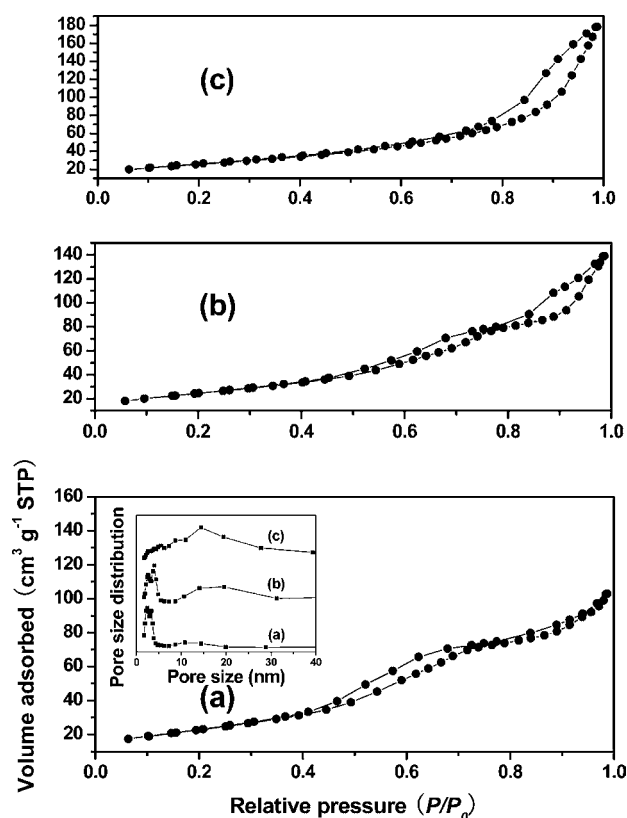 180
160
140
120
100
80
60
40
20
(c)
0.0 0.2 0.4 0.6 0.8 1.0
140
120
100
80
60
40
20
(b)
0.0 0.2 0.4 0.6 0.8 1.0
Volume adsorbed (cm³ g⁻¹ STP)
160
140
120
100
80
60
40
20
Pore size distribution
(c)
(b)
(a)
0 10 20 30 40
Pore size (nm)
(a)
0.0 0.2 0.4 0.6 0.8 1.0
Relative pressure (P/P₀)